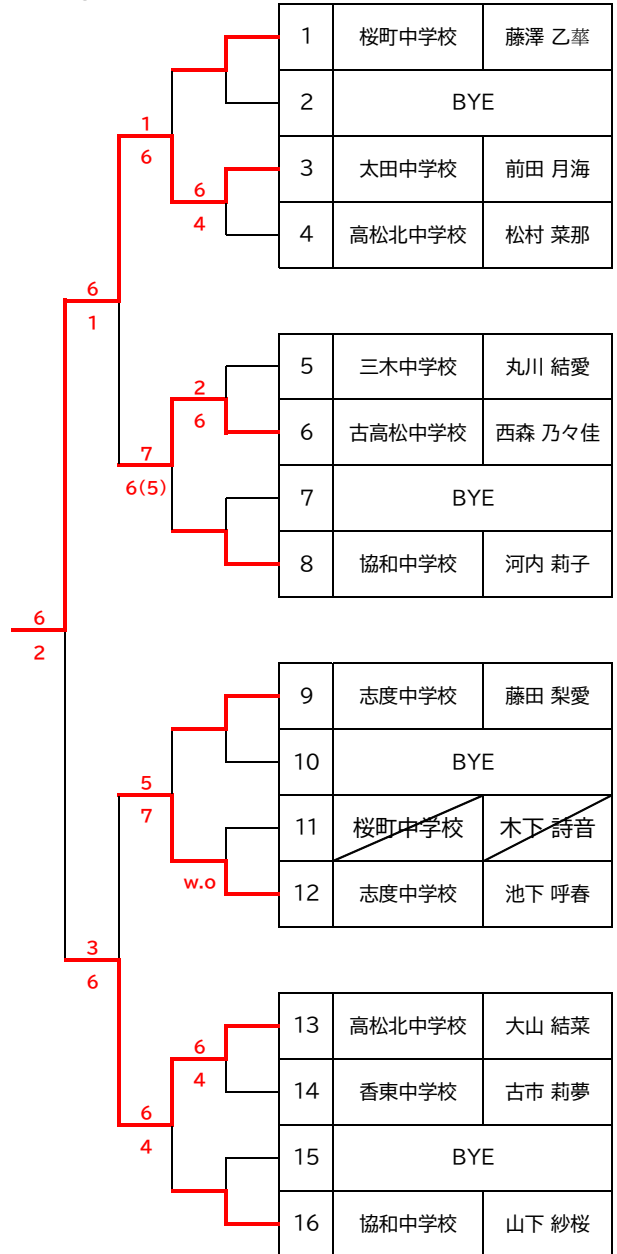 1 桜町中学校 藤澤 乙華
2 BYE
1
6
3 太田中学校 前田 月海
6
4
4 高松北中学校 松村 菜那
6
1
5 三木中学校 丸川 結愛
2
6
6 古高松中学校 西森 乃々佳
7
6(5)
7 BYE
8 協和中学校 河内 莉子
6
2
9 志度中学校 藤田 梨愛
10 BYE
5
7
11 桜町中学校 木下 詩音
w.o
12 志度中学校 池下 呼春
3
6
13 高松北中学校 大山 結菜
6
4
14 香東中学校 古市 莉夢
6
4
15 BYE
16 協和中学校 山下 紗桜